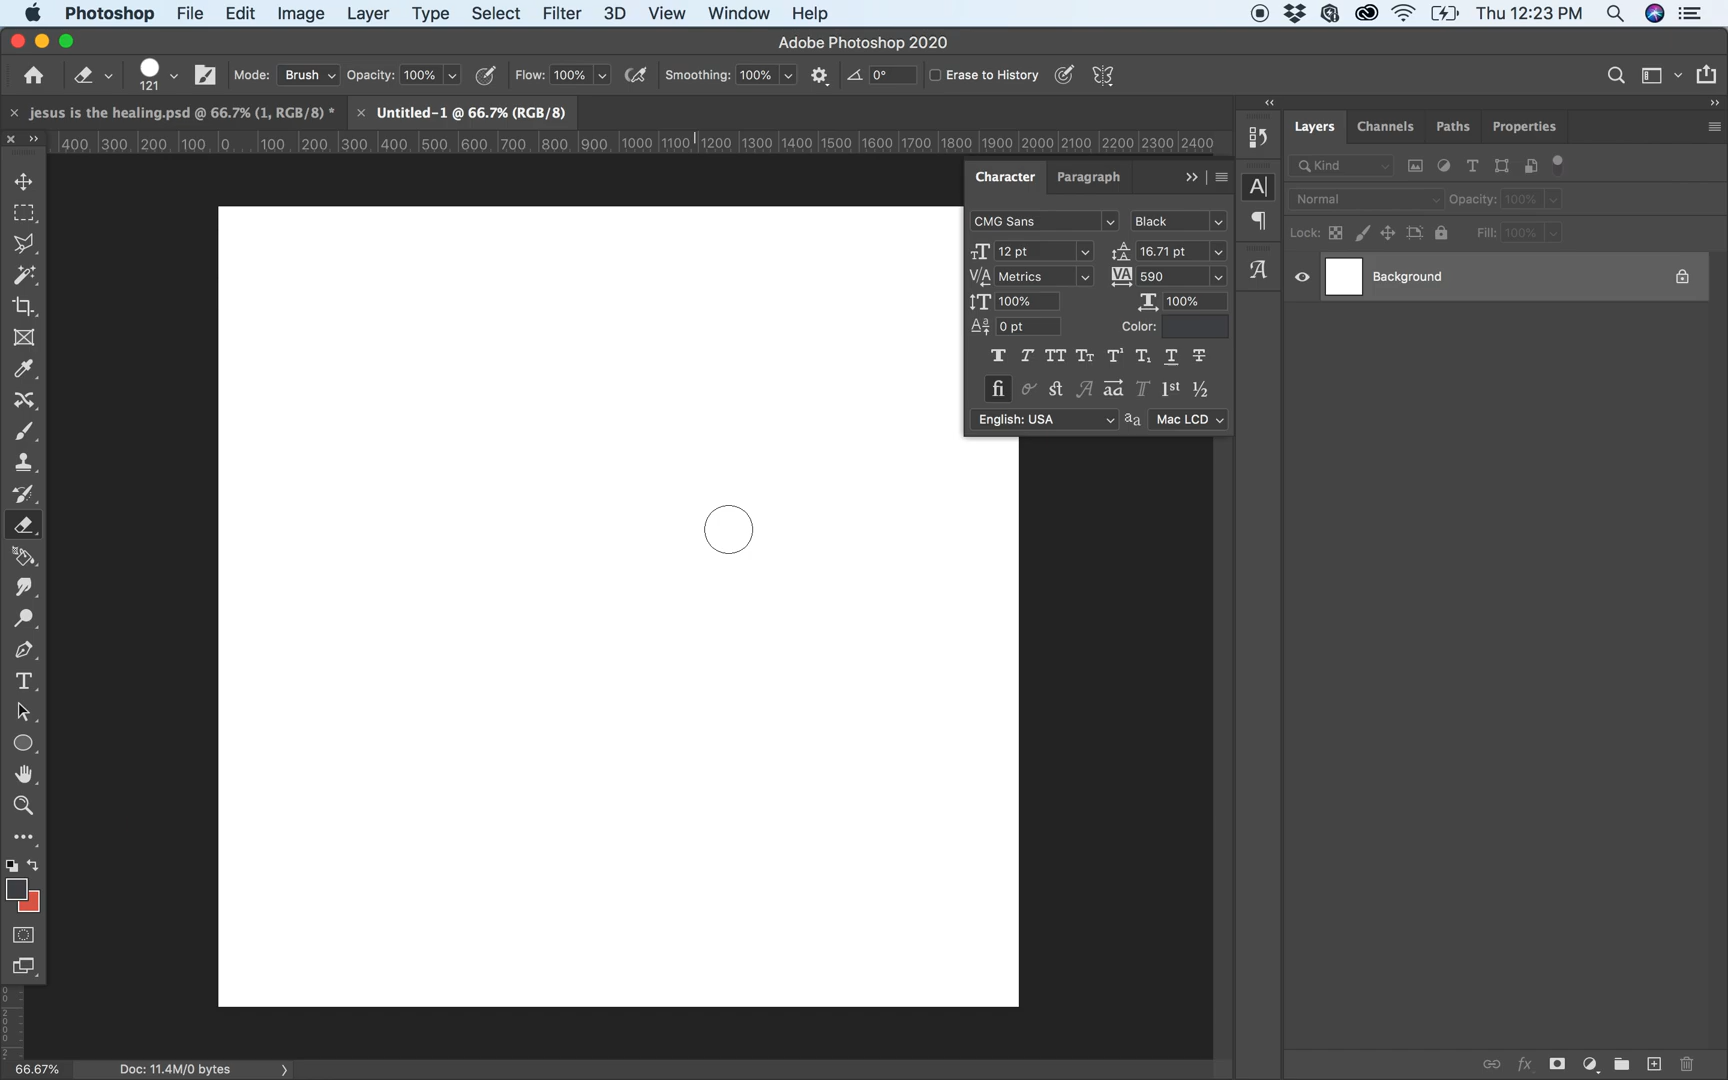 Photoshop File Edit Image Layer Type Select Filter 3D View Window Help Thu 12:23 PM
Adobe Photoshop 2020
121 Mode: Brush Opacity: 100% Flow: 100% Smoothing: 100% 0° Erase to History
jesus is the healing.psd @ 66.7% (1, RGB/8) * Untitled-1 @ 66.7% (RGB/8)
400 300 200 100 0 100 200 300 400 500 600 700 800 900 1000 1100 1200 1300 1400 1500 1600 1700 1800 1900 2000 2100 2200 2300 2400
Character Paragraph
CMG Sans Black
12 pt 16.71 pt
Metrics 590
100% 100%
0 pt Color:
English: USA Mac LCD
Layers Channels Paths Properties
Kind
Normal Opacity: 100%
Lock: Fill: 100%
Background
66.67% Doc: 11.4M/0 bytes